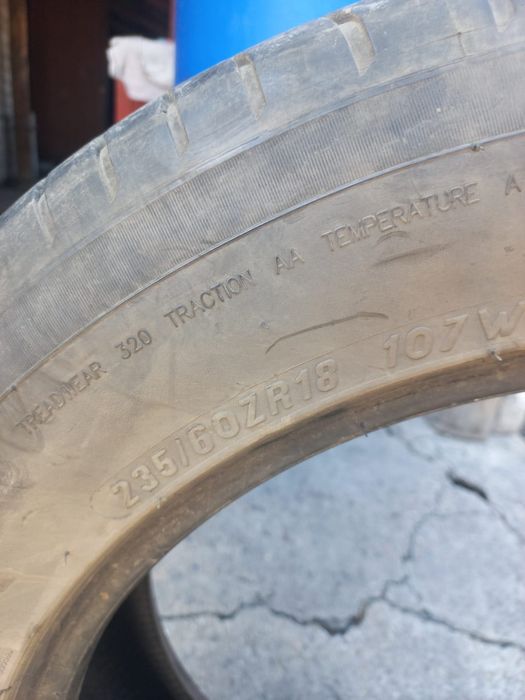 TREADWEAR 320 TRACTION AA TEMPERATURE A
235/60ZR18 107W